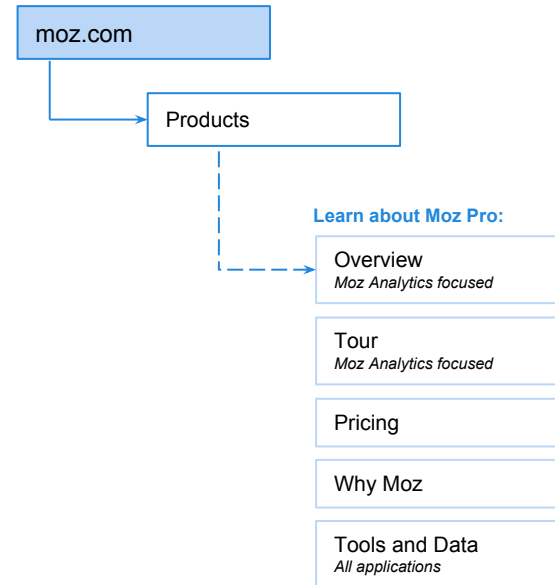 moz.com
Products
Learn about Moz Pro:
Overview
Moz Analytics focused
Tour
Moz Analytics focused
Pricing
Why Moz
Tools and Data
All applications